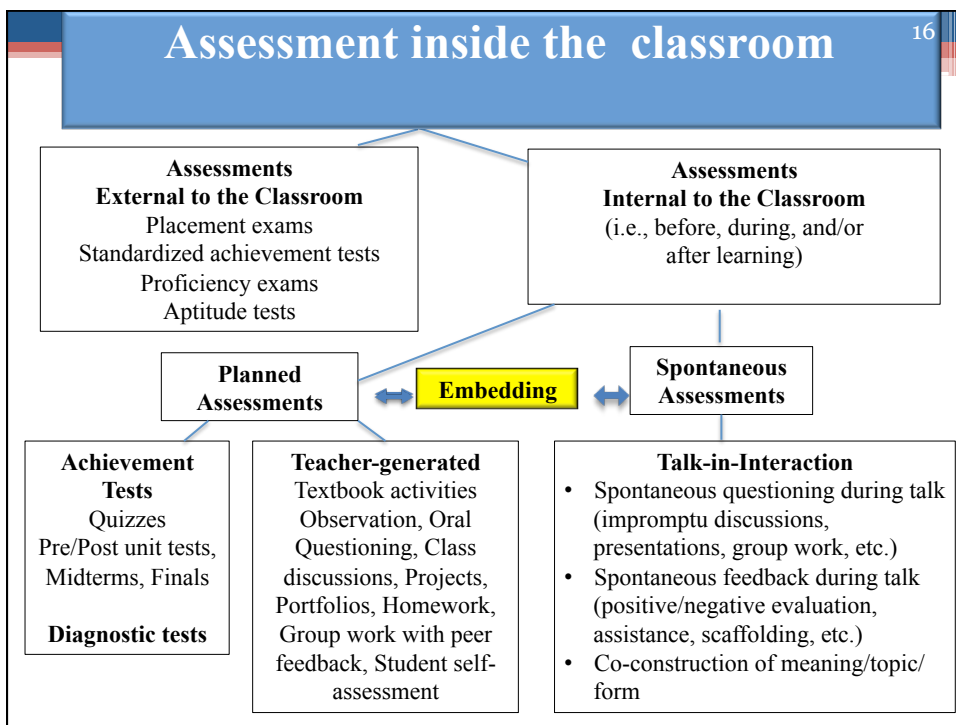 Assessment inside the classroom
16
Assessments
External to the Classroom
Placement exams
Standardized achievement tests
Proficiency exams
Aptitude tests
Assessments
Internal to the Classroom
(i.e., before, during, and/or
after learning)
Planned
Assessments
Embedding
Spontaneous
Assessments
Achievement
Tests
Quizzes
Pre/Post unit tests,
Midterms, Finals
Diagnostic tests
Teacher-generated
Textbook activities
Observation, Oral
Questioning, Class
discussions, Projects,
Portfolios, Homework,
Group work with peer
feedback, Student self-
assessment
Talk-in-Interaction
• Spontaneous questioning during talk
(impromptu discussions,
presentations, group work, etc.)
• Spontaneous feedback during talk
(positive/negative evaluation,
assistance, scaffolding, etc.)
• Co-construction of meaning/topic/
form